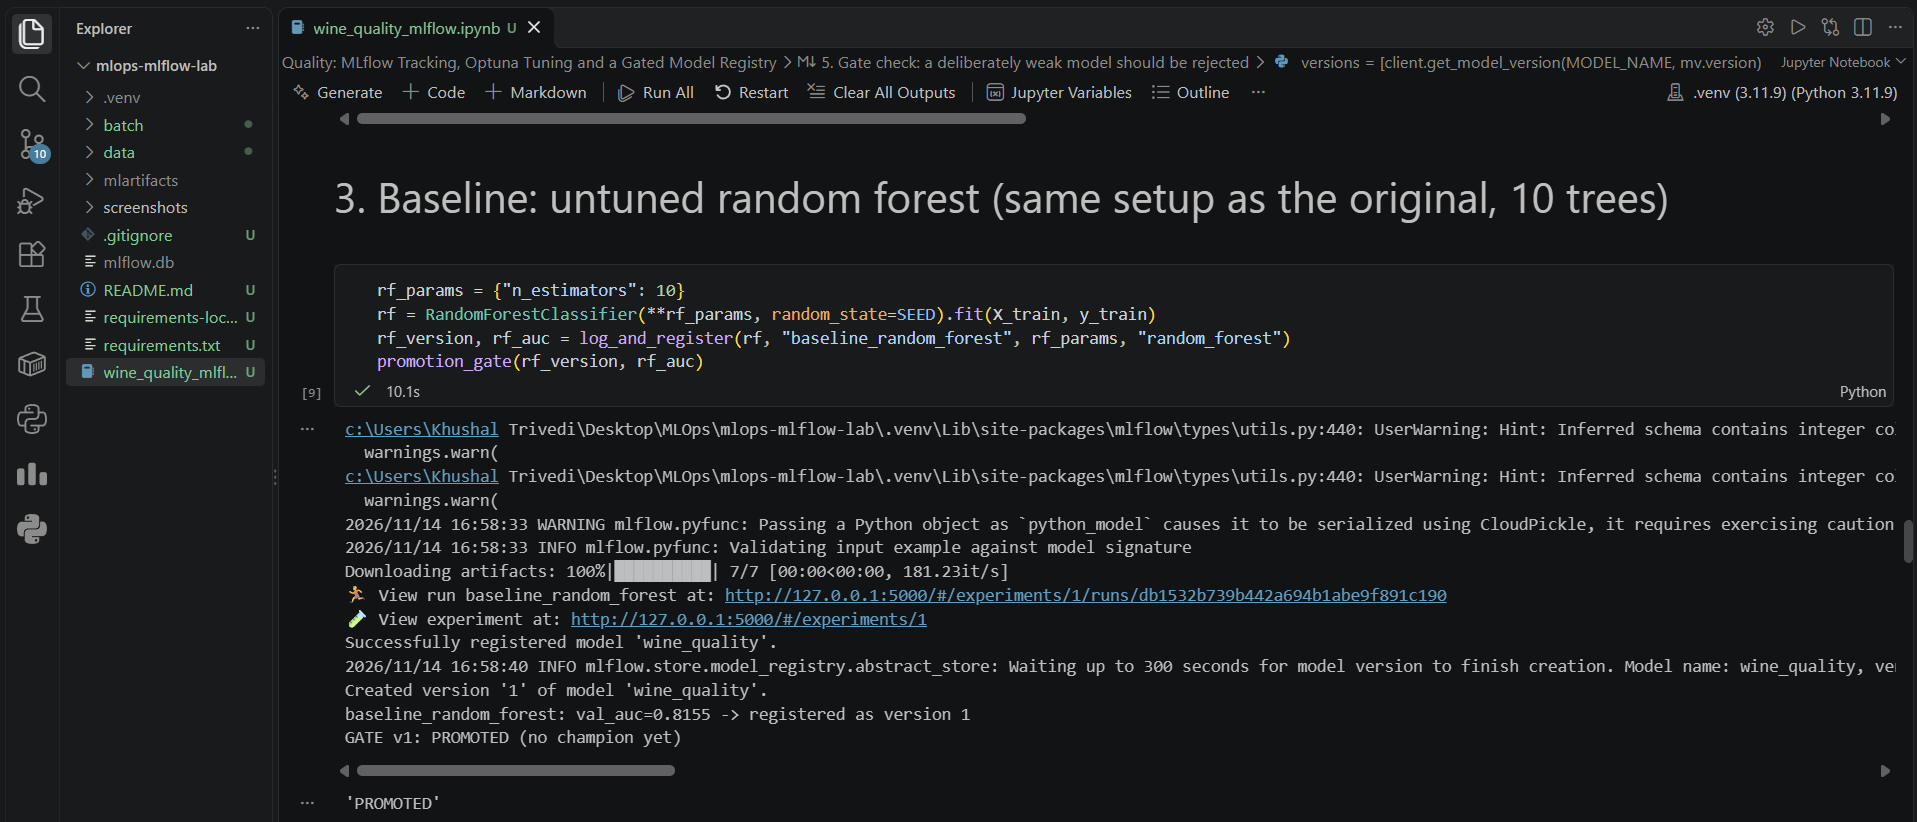 Explorer
mlops-mlflow-lab
.venv
batch
data
mlartifacts
screenshots
.gitignore U
mlflow.db
README.md U
requirements-loc... U
requirements.txt U
wine_quality_mlfl... U
10
wine_quality_mlflow.ipynb U
Quality: MLflow Tracking, Optuna Tuning and a Gated Model Registry > M↓ 5. Gate check: a deliberately weak model should be rejected > versions = [client.get_model_version(MODEL_NAME, mv.version) Jupyter Notebook
Generate + Code + Markdown Run All Restart Clear All Outputs Jupyter Variables Outline ... .venv (3.11.9) (Python 3.11.9)
3. Baseline: untuned random forest (same setup as the original, 10 trees)
rf_params = {"n_estimators": 10}
rf = RandomForestClassifier(**rf_params, random_state=SEED).fit(X_train, y_train)
rf_version, rf_auc = log_and_register(rf, "baseline_random_forest", rf_params, "random_forest")
promotion_gate(rf_version, rf_auc)
[9] 10.1s Python
c:\Users\Khushal Trivedi\Desktop\MLOps\mlops-mlflow-lab\.venv\Lib\site-packages\mlflow\types\utils.py:440: UserWarning: Hint: Inferred schema contains integer co
warnings.warn(
c:\Users\Khushal Trivedi\Desktop\MLOps\mlops-mlflow-lab\.venv\Lib\site-packages\mlflow\types\utils.py:440: UserWarning: Hint: Inferred schema contains integer co
warnings.warn(
2026/11/14 16:58:33 WARNING mlflow.pyfunc: Passing a Python object as `python_model` causes it to be serialized using CloudPickle, it requires exercising caution
2026/11/14 16:58:33 INFO mlflow.pyfunc: Validating input example against model signature
Downloading artifacts: 100%|██████████| 7/7 [00:00<00:00, 181.23it/s]
🏃 View run baseline_random_forest at: http://127.0.0.1:5000/#/experiments/1/runs/db1532b739b442a694b1abe9f891c190
🧪 View experiment at: http://127.0.0.1:5000/#/experiments/1
Successfully registered model 'wine_quality'.
2026/11/14 16:58:40 INFO mlflow.store.model_registry.abstract_store: Waiting up to 300 seconds for model version to finish creation. Model name: wine_quality, ve
Created version '1' of model 'wine_quality'.
baseline_random_forest: val_auc=0.8155 -> registered as version 1
GATE v1: PROMOTED (no champion yet)
'PROMOTED'